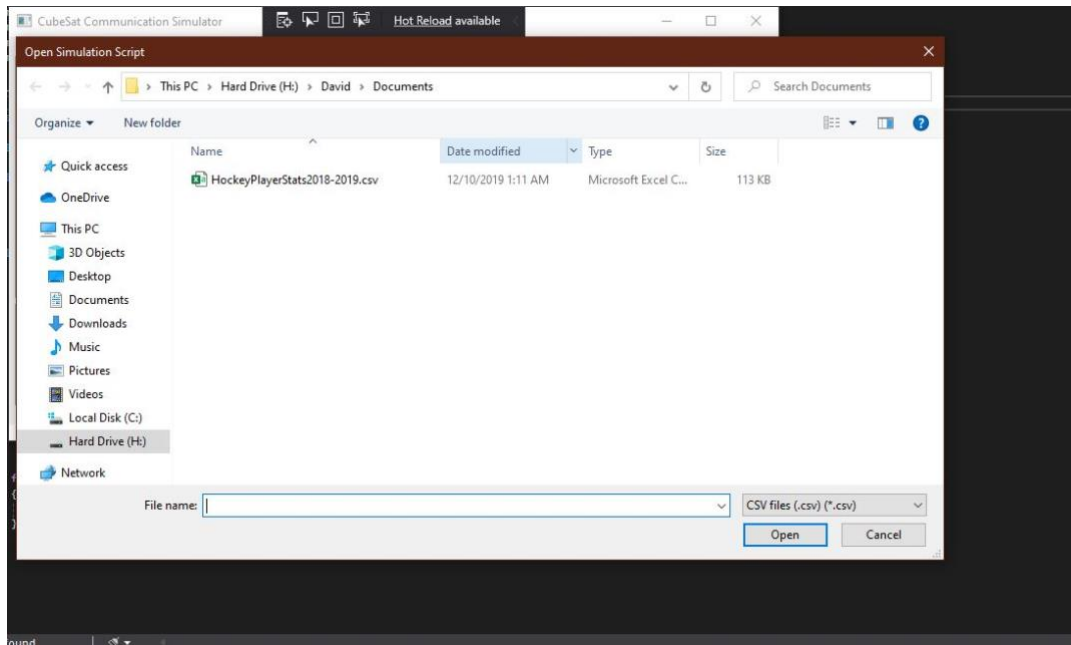 CubeSat Communication Simulator
Hot Reload available
Open Simulation Script
This PC > Hard Drive (H:) > David > Documents
Search Documents
Organize New folder
Name Date modified Type Size
HockeyPlayerStats2018-2019.csv 12/10/2019 1:11 AM Microsoft Excel C... 113 KB
Quick access
OneDrive
This PC
3D Objects
Desktop
Documents
Downloads
Music
Pictures
Videos
Local Disk (C:)
Hard Drive (H:)
Network
File name: CSV files (.csv) (*.csv)
Open Cancel